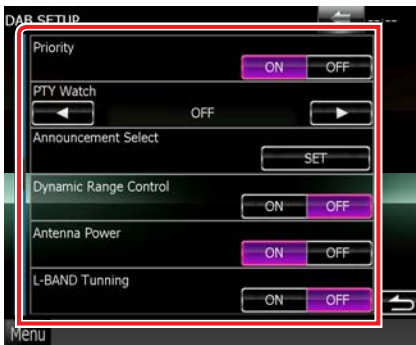 DAB SETUP --:--
Priority
ON OFF
PTY Watch
OFF
Announcement Select
SET
Dynamic Range Control
ON OFF
Antenna Power
ON OFF
L-BAND Tunning
ON OFF
Menu